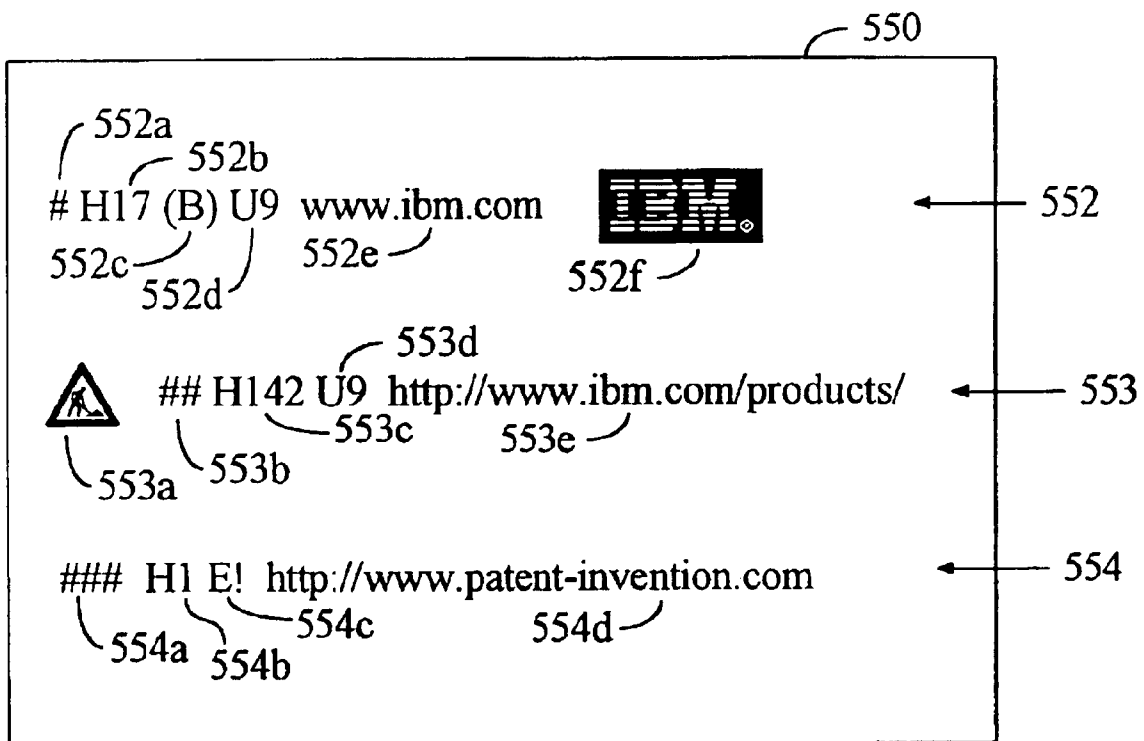 550
552a
552b
# H17 (B) U9 www.ibm.com IBM 552
552c 552e 552f
552d
553d
## H142 U9 http://www.ibm.com/products/ 553
553c 553e
553a 553b
### H1 E! http://www.patent-invention.com 554
554a 554b 554c 554d